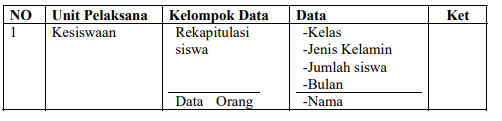 NO Unit Pelaksana Kelompok Data Data Ket
1 Kesiswaan Rekapitulasi -Kelas
siswa -Jenis Kelamin
-Jumlah siswa
-Bulan
Data Orang -Nama